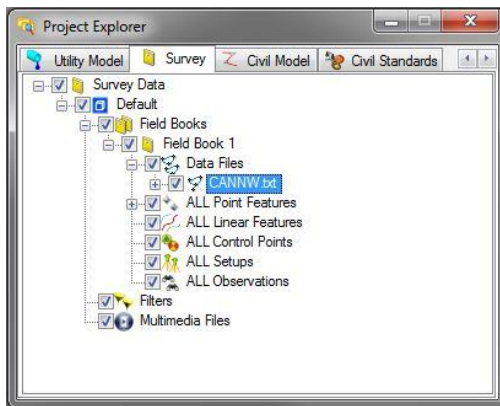 Project Explorer
Utility Model Survey Civil Model Civil Standards
Survey Data
Default
Field Books
Field Book 1
Data Files
CANNW.txt
ALL Point Features
ALL Linear Features
ALL Control Points
ALL Setups
ALL Observations
Filters
Multimedia Files